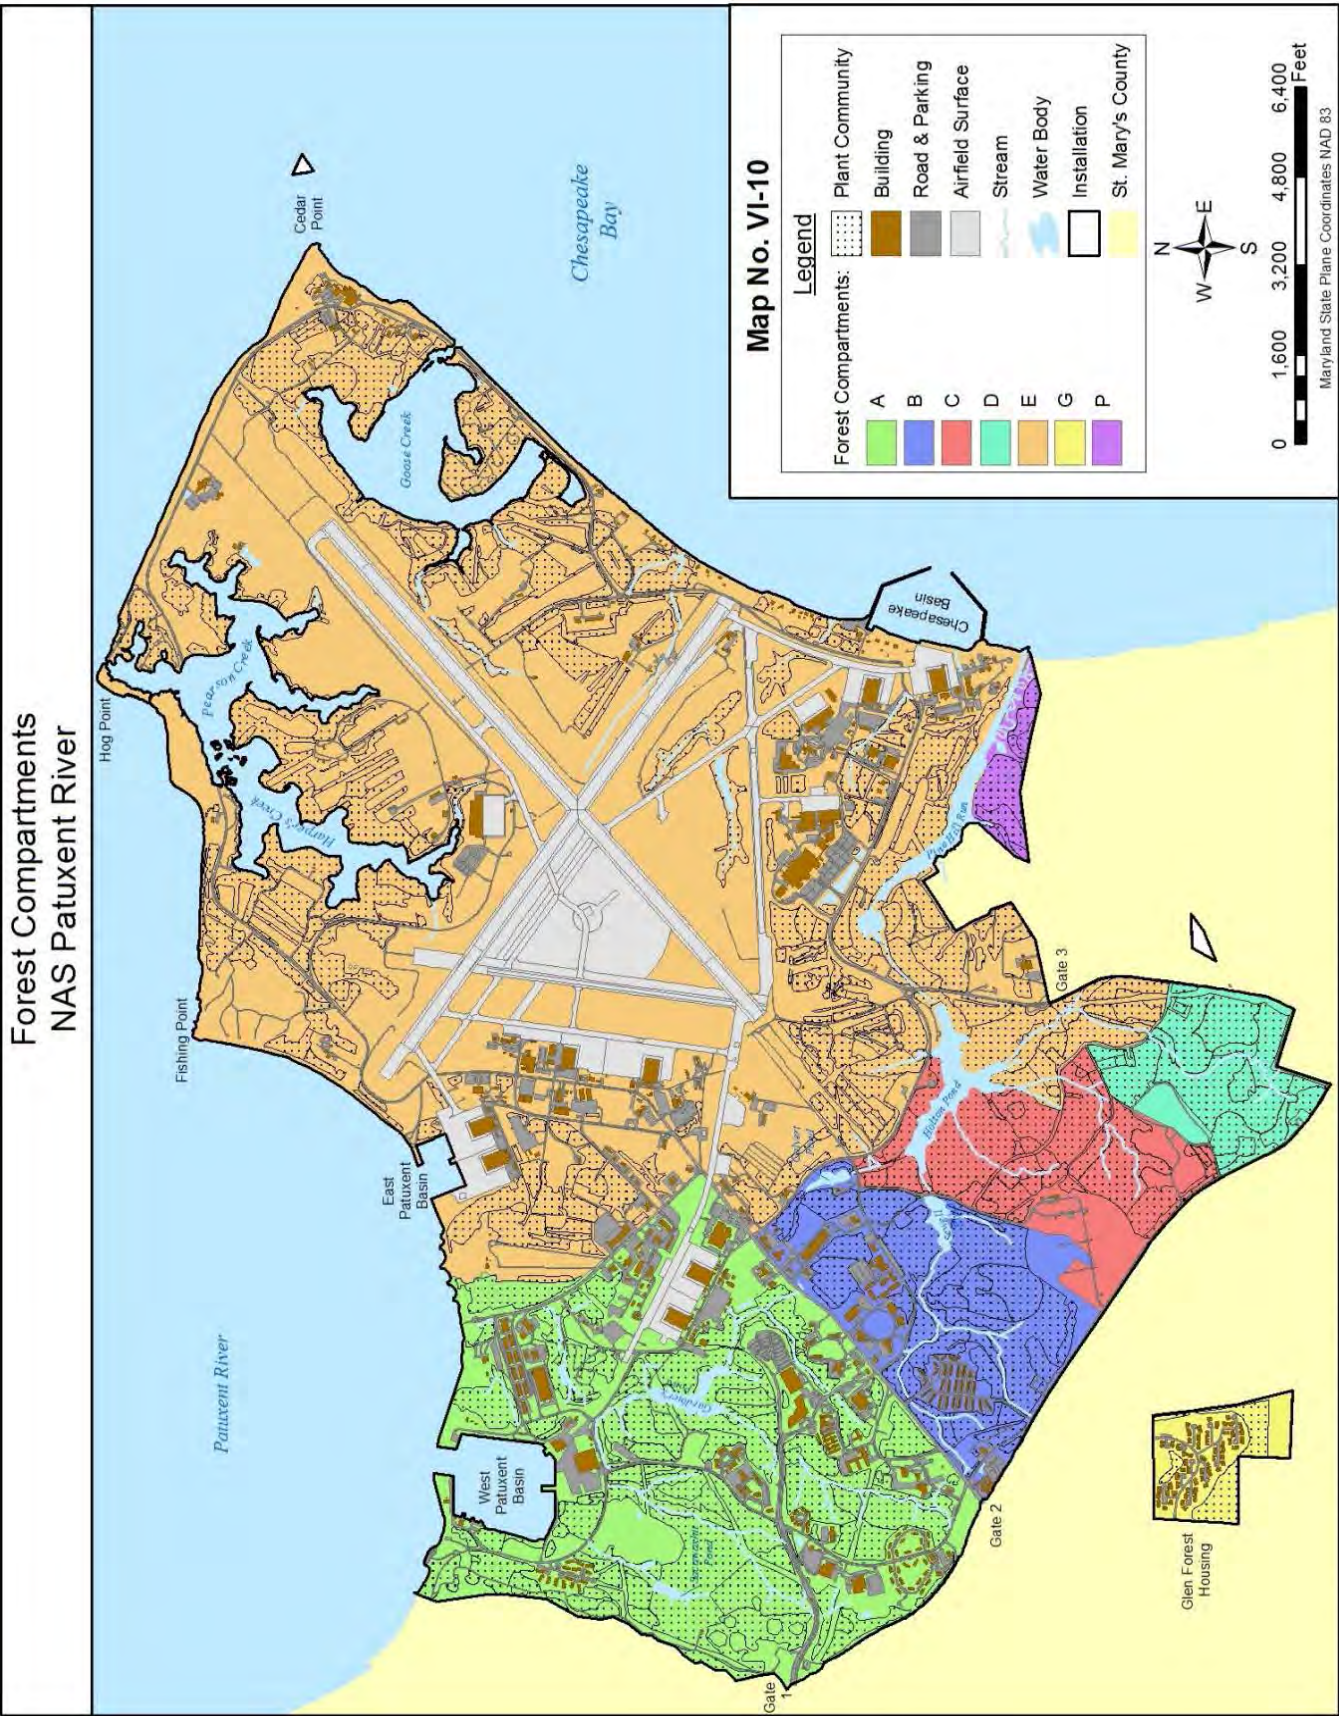 Forest Compartments
NAS Patuxent River
Hog Point
Fishing Point
Cedar
Point
Chesapeake
Bay
Patuxent River
Pearson Creek
Harper's Creek
Goose Creek
East
Patuxent
Basin
West
Patuxent
Basin
Chesapeake
Basin
Pine Hill Run
Holton Pond
Pond
Gate 3
Gate 2
Gate
1
Glen Forest
Housing
Map No. VI-10
Legend
Forest Compartments:
A
B
C
D
E
G
P
Plant Community
Building
Road & Parking
Airfield Surface
Stream
Water Body
Installation
St. Mary's County
N
W
E
S
0
1,600
3,200
4,800
6,400
Feet
Maryland State Plane Coordinates NAD 83